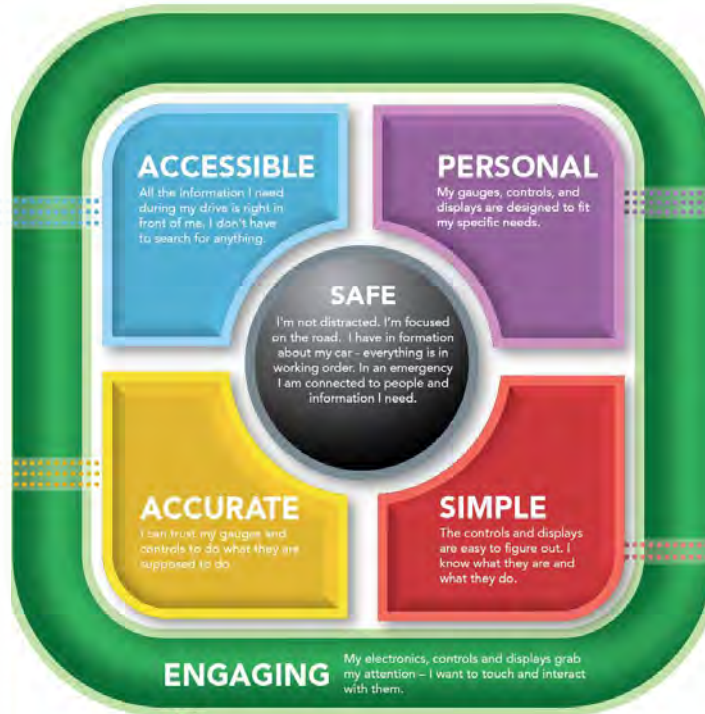 ACCESSIBLE
All the information I need
during my drive is right in
front of me. I don't have
to search for anything.
PERSONAL
My gauges, controls, and
displays are designed to fit
my specific needs.
SAFE
I'm not distracted. I'm focused
on the road. I have in formation
about my car - everything is in
working order. In an emergency
I am connected to people and
information I need.
ACCURATE
I can trust my gauges and
controls to do what they are
supposed to do.
SIMPLE
The controls and displays
are easy to figure out. I
know what they are and
what they do.
ENGAGING
My electronics, controls and displays grab
my attention – I want to touch and interact
with them.